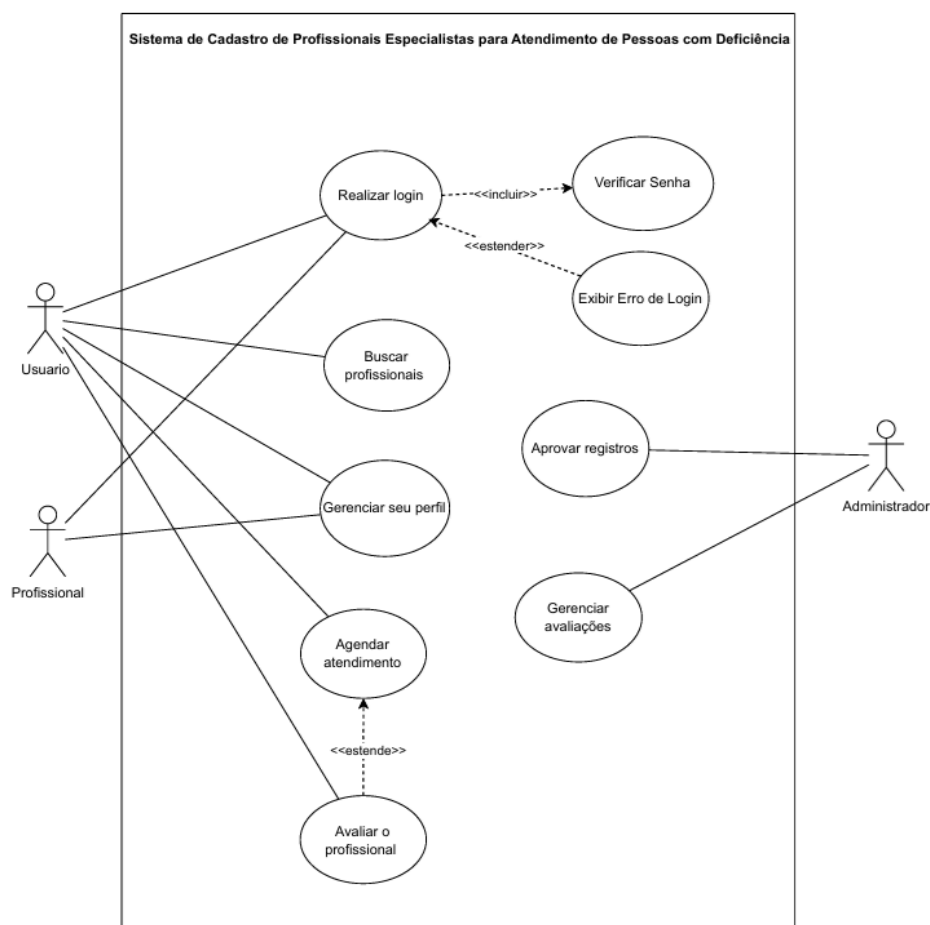 Sistema de Cadastro de Profissionais Especialistas para Atendimento de Pessoas com Deficiência
Realizar login
<<incluir>>
Verificar Senha
<<estender>>
Exibir Erro de Login
Usuario
Buscar
profissionais
Aprovar registros
Administrador
Gerenciar seu perfil
Profissional
Agendar
atendimento
Gerenciar
avaliações
<<estende>>
Avaliar o
profissional